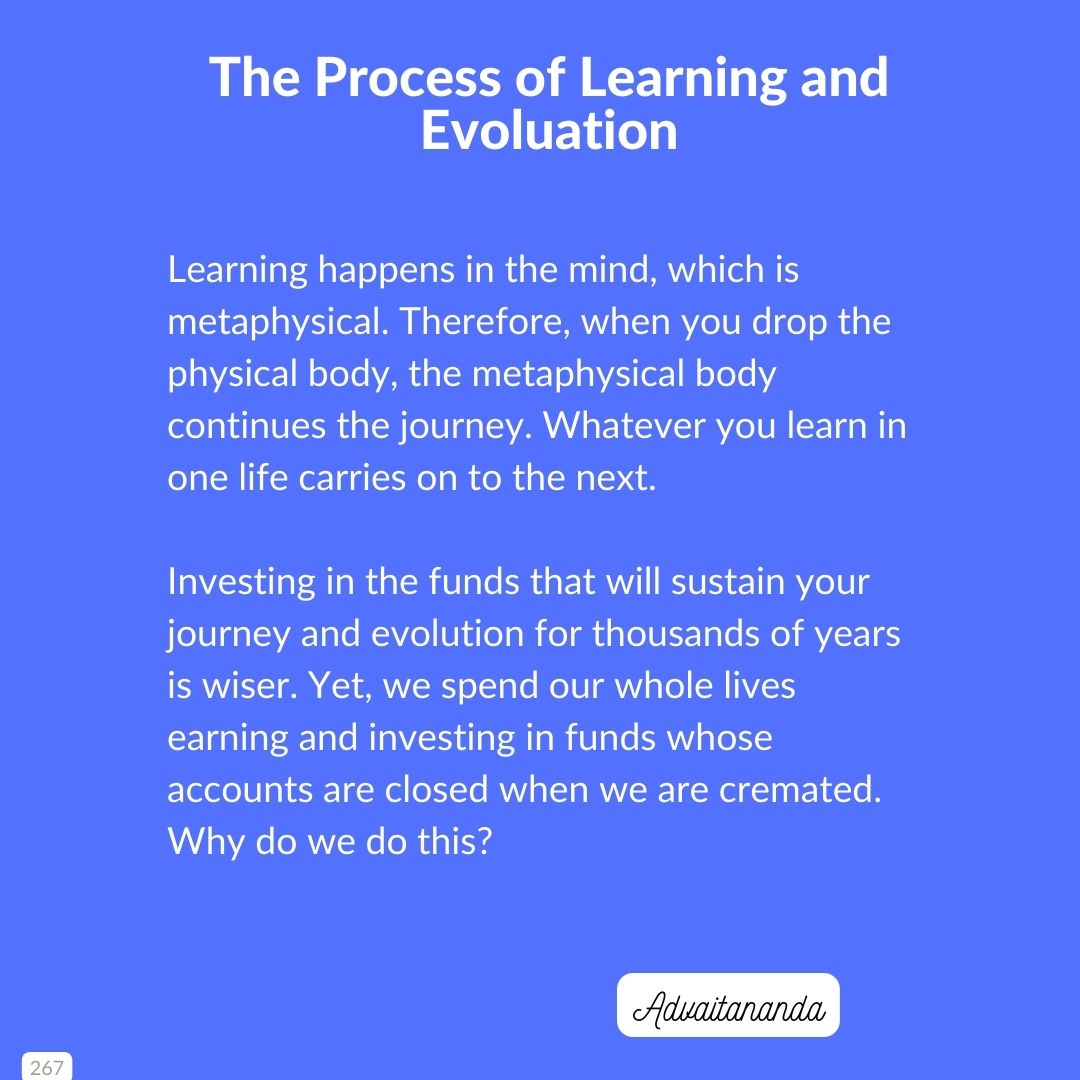 The Process of Learning and
Evoluation
Learning happens in the mind, which is
metaphysical. Therefore, when you drop the
physical body, the metaphysical body
continues the journey. Whatever you learn in
one life carries on to the next.
Investing in the funds that will sustain your
journey and evolution for thousands of years
is wiser. Yet, we spend our whole lives
earning and investing in funds whose
accounts are closed when we are cremated.
Why do we do this?
Advaitananda
267